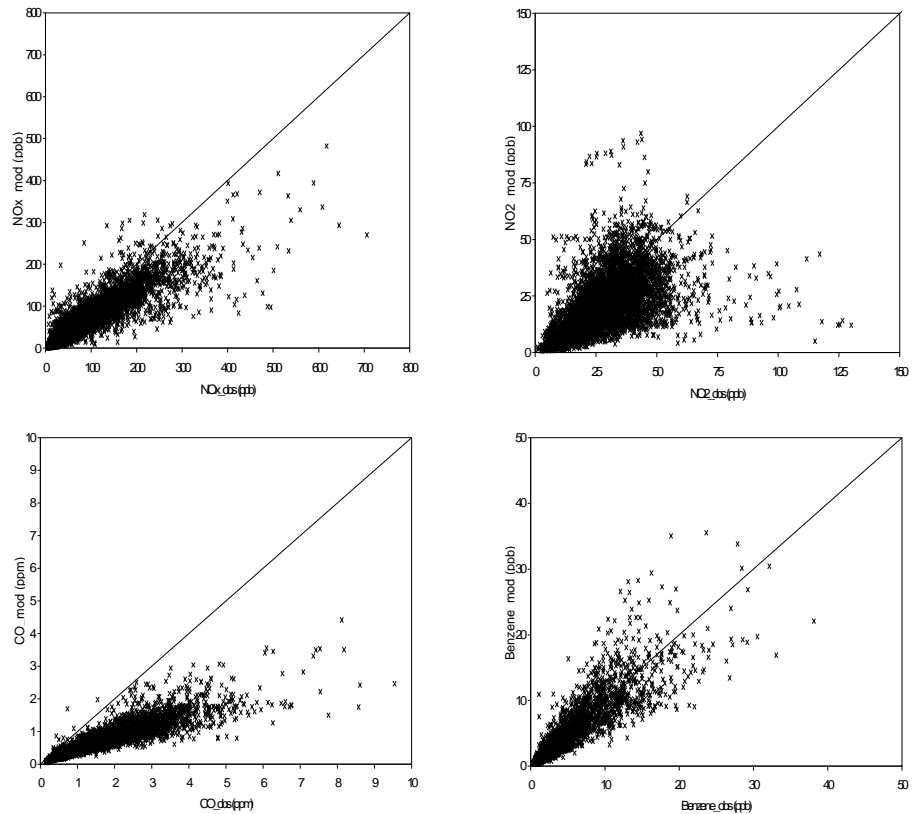 800
700
600
500
400
300
200
100
0
NOx_mod (ppb)
0 100 200 300 400 500 600 700 800
NOx_obs (ppb)
150
125
100
75
50
25
0
NO2_mod (ppb)
0 25 50 75 100 125 150
NO2_obs (ppb)
10
9
8
7
6
5
4
3
2
1
0
CO_mod (ppm)
0 1 2 3 4 5 6 7 8 9 10
CO_obs (ppm)
50
40
30
20
10
0
Benzene_mod (ppb)
0 10 20 30 40 50
Benzene_obs (ppb)